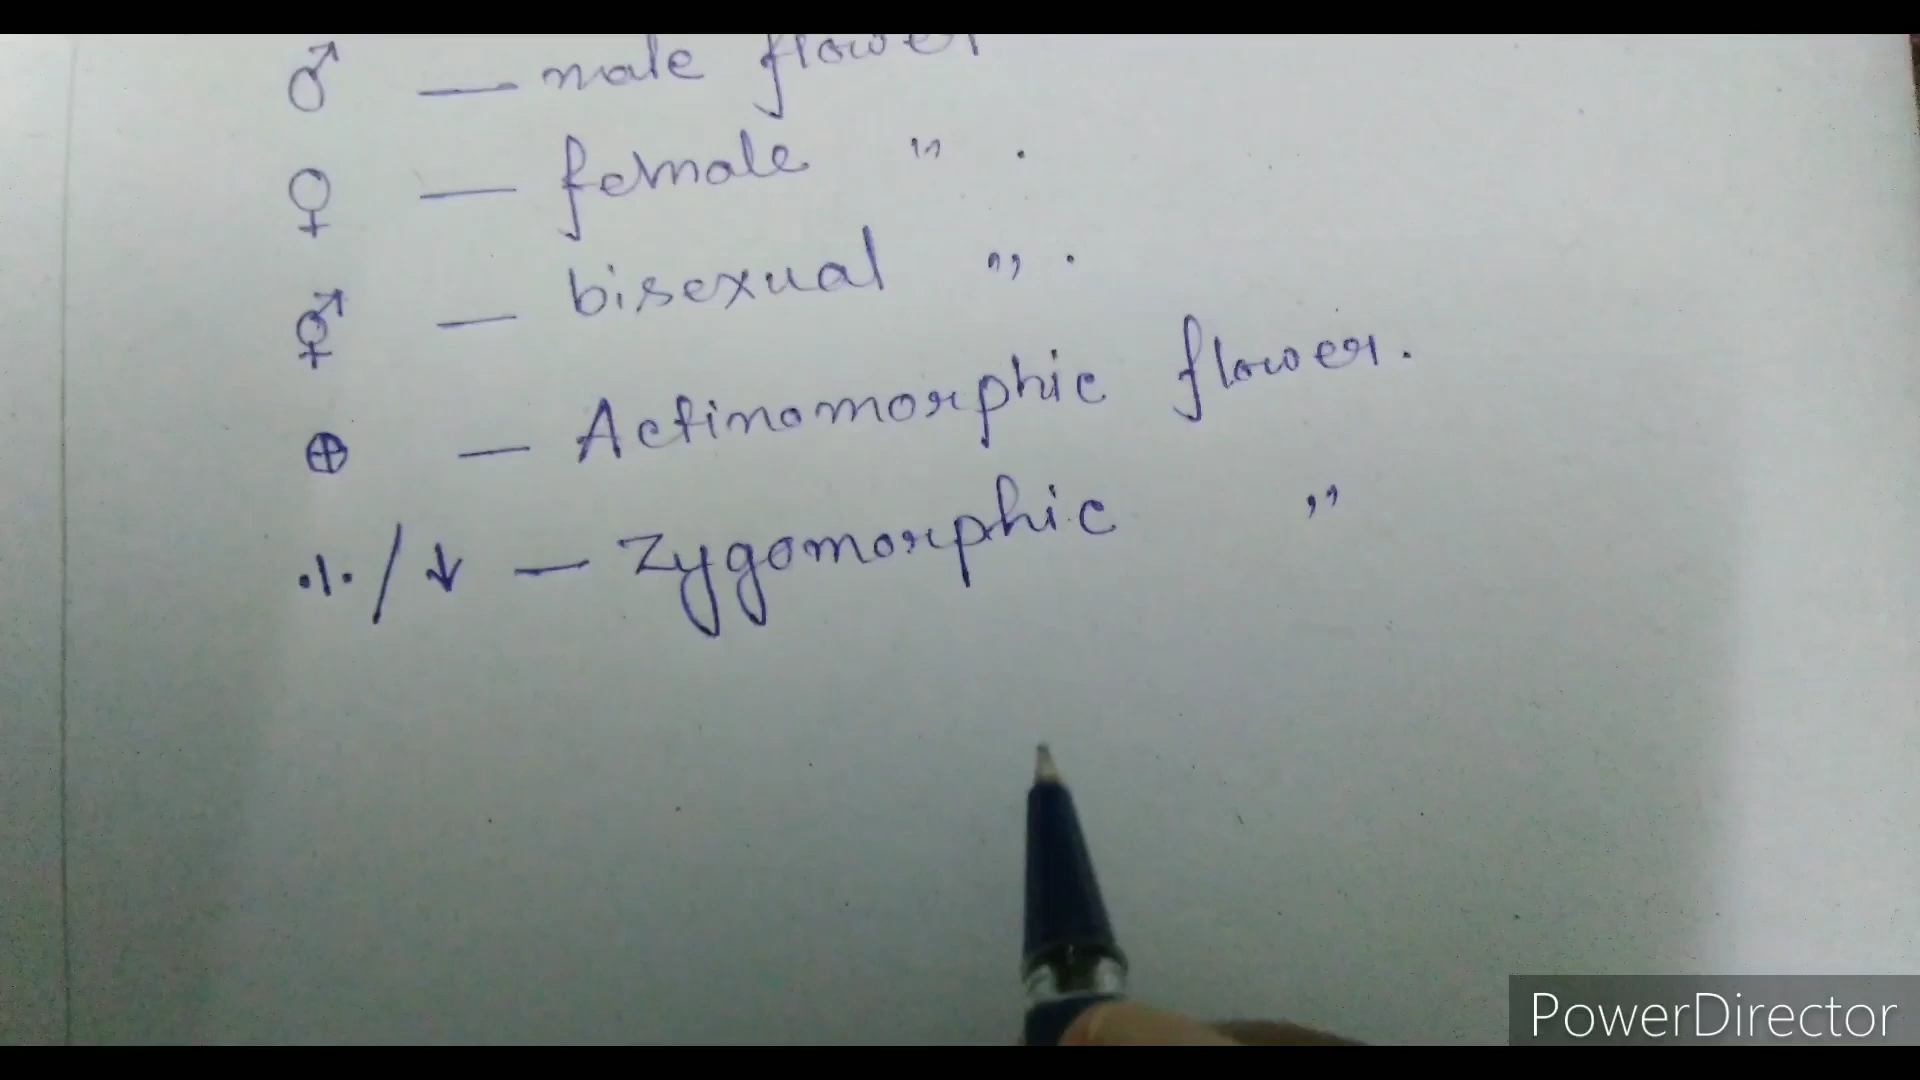 ♂ — male flower
♀ — female " .
⚥ — bisexual " .
⊕ — Actinomorphic flower.
·|· / ↓ — Zygomorphic "
PowerDirector